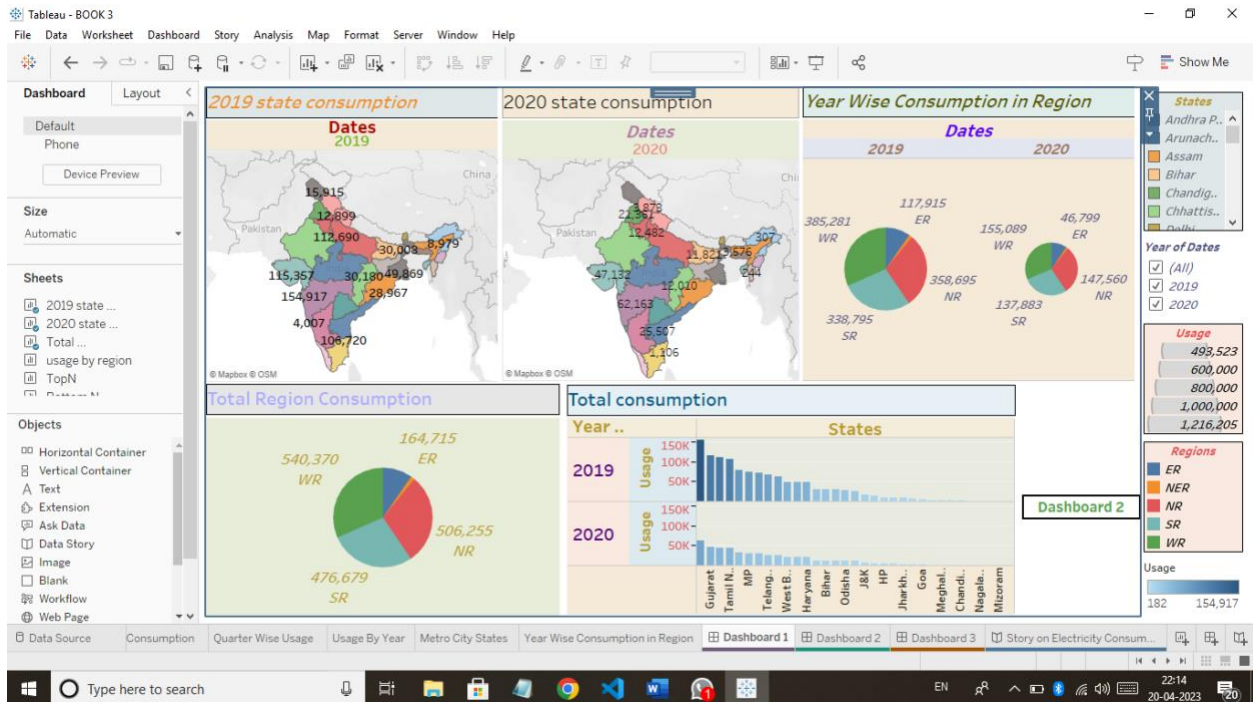 Tableau - BOOK 3
File Data Worksheet Dashboard Story Analysis Map Format Server Window Help
Show Me
Dashboard Layout
Default
Phone
Device Preview
Size
Automatic
Sheets
2019 state ...
2020 state ...
Total ...
usage by region
TopN
Objects
Horizontal Container
Vertical Container
Text
Extension
Ask Data
Data Story
Image
Blank
Workflow
Web Page
2019 state consumption
Dates
2019
China
Pakistan
15,915
12,899
112,690
30,003
8,979
115,357
30,180
49,869
154,917
28,967
4,007
106,720
© Mapbox © OSM
2020 state consumption
Dates
2020
Chi
Pakistan
3,873
21,361
12,482
307
11,821
3,576
47,132
244
12,010
62,163
25,507
1,106
© Mapbox © OSM
Year Wise Consumption in Region
Dates
2019 2020
117,915
ER
385,281
WR
358,695
NR
338,795
SR
46,799
ER
155,089
WR
147,560
NR
137,883
SR
Total Region Consumption
164,715
ER
540,370
WR
506,255
NR
476,679
SR
Total consumption
Year .. States
2019
Usage
150K
100K
50K
2020
Usage
150K
100K
50K
Gujarat
Tamil N..
MP
Telang..
West B..
Haryana
Bihar
Odisha
J&K
HP
Jharkh..
Goa
Meghal..
Chandi..
Nagala..
Mizoram
Dashboard 2
States
Andhra P..
Arunach..
Assam
Bihar
Chandig..
Chhattis..
Delhi
Year of Dates
(All)
2019
2020
Usage
493,523
600,000
800,000
1,000,000
1,216,205
Regions
ER
NER
NR
SR
WR
Usage
182 154,917
Data Source Consumption Quarter Wise Usage Usage By Year Metro City States Year Wise Consumption in Region Dashboard 1 Dashboard 2 Dashboard 3 Story on Electricity Consum...
Type here to search
1
EN
22:14
20-04-2023
20